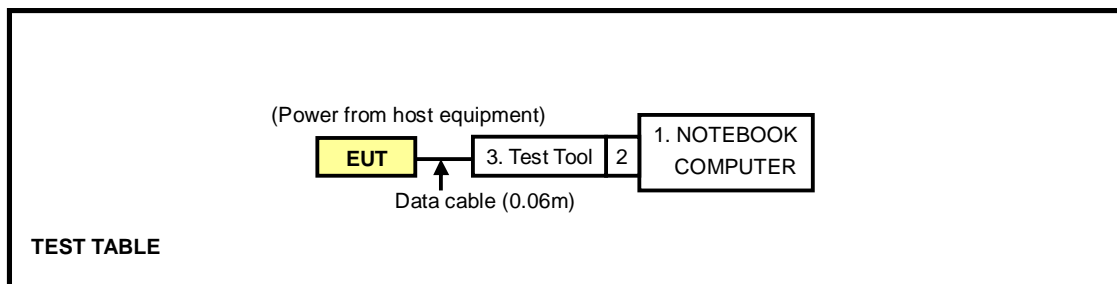 (Power from host equipment)
EUT
3. Test Tool
2
1. NOTEBOOK
COMPUTER
Data cable (0.06m)
TEST TABLE